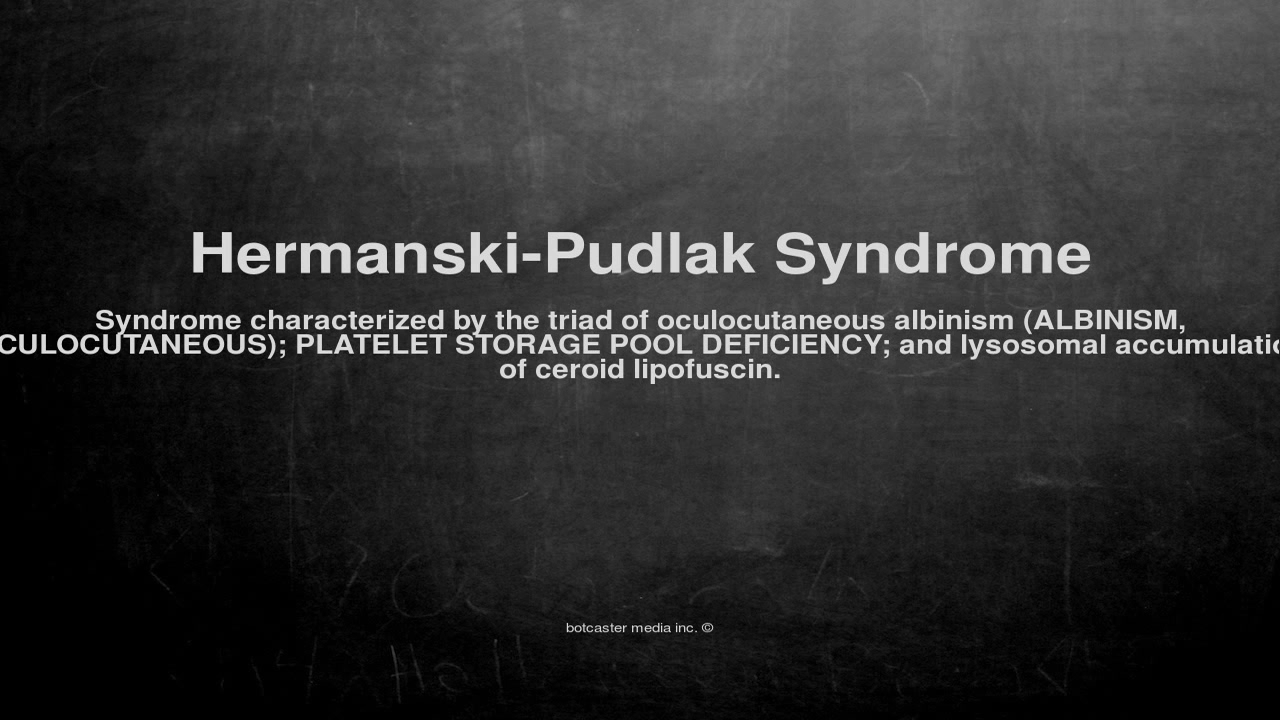 Hermanski-Pudlak Syndrome
Syndrome characterized by the triad of oculocutaneous albinism (ALBINISM,
CULOCUTANEOUS); PLATELET STORAGE POOL DEFICIENCY; and lysosomal accumulatio
of ceroid lipofuscin.
botcaster media inc. ©